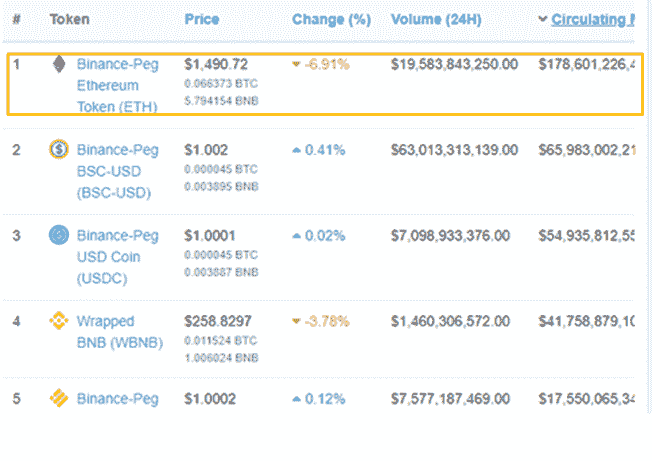 # Token Price Change (%) Volume (24H) Circulating M
1 Binance-Peg $1,490.72 -6.91% $19,583,843,250.00 $178,601,226,4
Ethereum 0.066373 BTC
Token (ETH) 5.794154 BNB
2 Binance-Peg $1.002 0.41% $63,013,313,139.00 $65,983,002,21
BSC-USD 0.000045 BTC
(BSC-USD) 0.003895 BNB
3 Binance-Peg $1.0001 0.02% $7,098,933,376.00 $54,935,812,55
USD Coin 0.000045 BTC
(USDC) 0.003887 BNB
4 Wrapped $258.8297 -3.78% $1,460,306,572.00 $41,758,879,10
BNB (WBNB) 0.011524 BTC
1.006024 BNB
5 Binance-Peg $1.0002 0.12% $7,577,187,469.00 $17,550,065,34